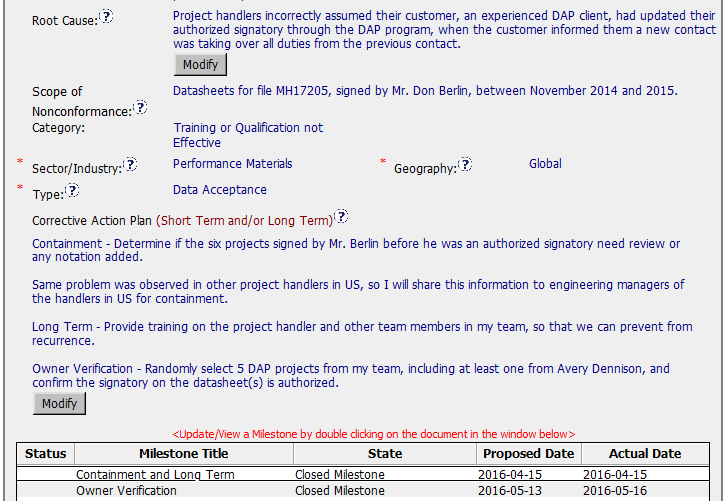 Root Cause:? Project handlers incorrectly assumed their customer, an experienced DAP client, had updated their
authorized signatory through the DAP program, when the customer informed them a new contact
was taking over all duties from the previous contact.
Modify
Scope of Datasheets for file MH17205, signed by Mr. Don Berlin, between November 2014 and 2015.
Nonconformance:?
Category: Training or Qualification not
Effective
* Sector/Industry:? Performance Materials * Geography:? Global
* Type:? Data Acceptance
Corrective Action Plan (Short Term and/or Long Term)?
Containment - Determine if the six projects signed by Mr. Berlin before he was an authorized signatory need review or
any notation added.
Same problem was observed in other project handlers in US, so I will share this information to engineering managers of
the handlers in US for containment.
Long Term - Provide training on the project handler and other team members in my team, so that we can prevent from
recurrence.
Owner Verification - Randomly select 5 DAP projects from my team, including at least one from Avery Dennison, and
confirm the signatory on the datasheet(s) is authorized.
Modify
<Update/View a Milestone by double clicking on the document in the window below>
Status Milestone Title State Proposed Date Actual Date
Containment and Long Term Closed Milestone 2016-04-15 2016-04-15
Owner Verification Closed Milestone 2016-05-13 2016-05-16